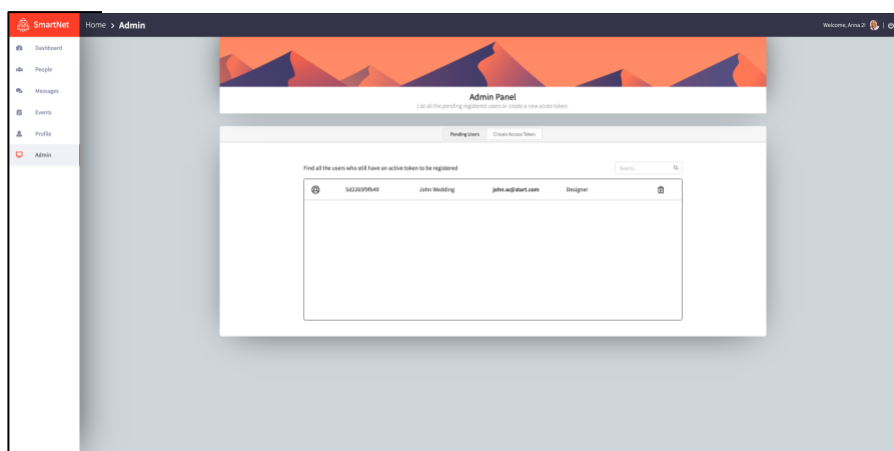 SmartNet
Home > Admin
Welcome, Anna 2!
Dashboard
People
Messages
Events
Profile
Admin
Admin Panel
List all the pending registered users or create a new access token.
Pending Users
Create Access Token
Find all the users who still have an active token to be registered
Search...
John Wedding
john.w@start.com
Designer